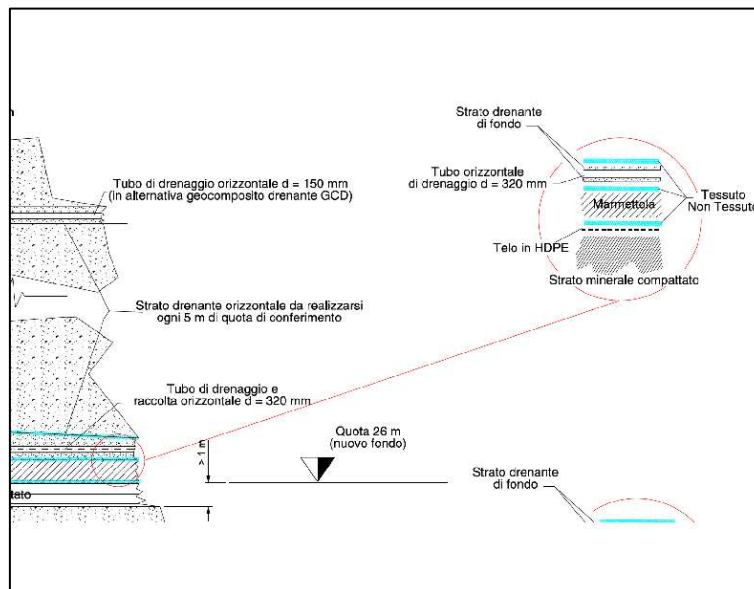 n
Strato drenante
di fondo
Tubo di drenaggio orizzontale d = 150 mm
(in alternativa geocomposito drenante GCD)
Tubo orizzontale
di drenaggio d = 320 mm
Tessuto
Non Tessuto
Marmettola
Telo in HDPE
Strato minerale compattato
Strato drenante orizzontale da realizzarsi
ogni 5 m di quota di conferimento
Tubo di drenaggio e
raccolta orizzontale d = 320 mm
> 1 m
Quota 26 m
(nuovo fondo)
Strato drenante
di fondo
tato